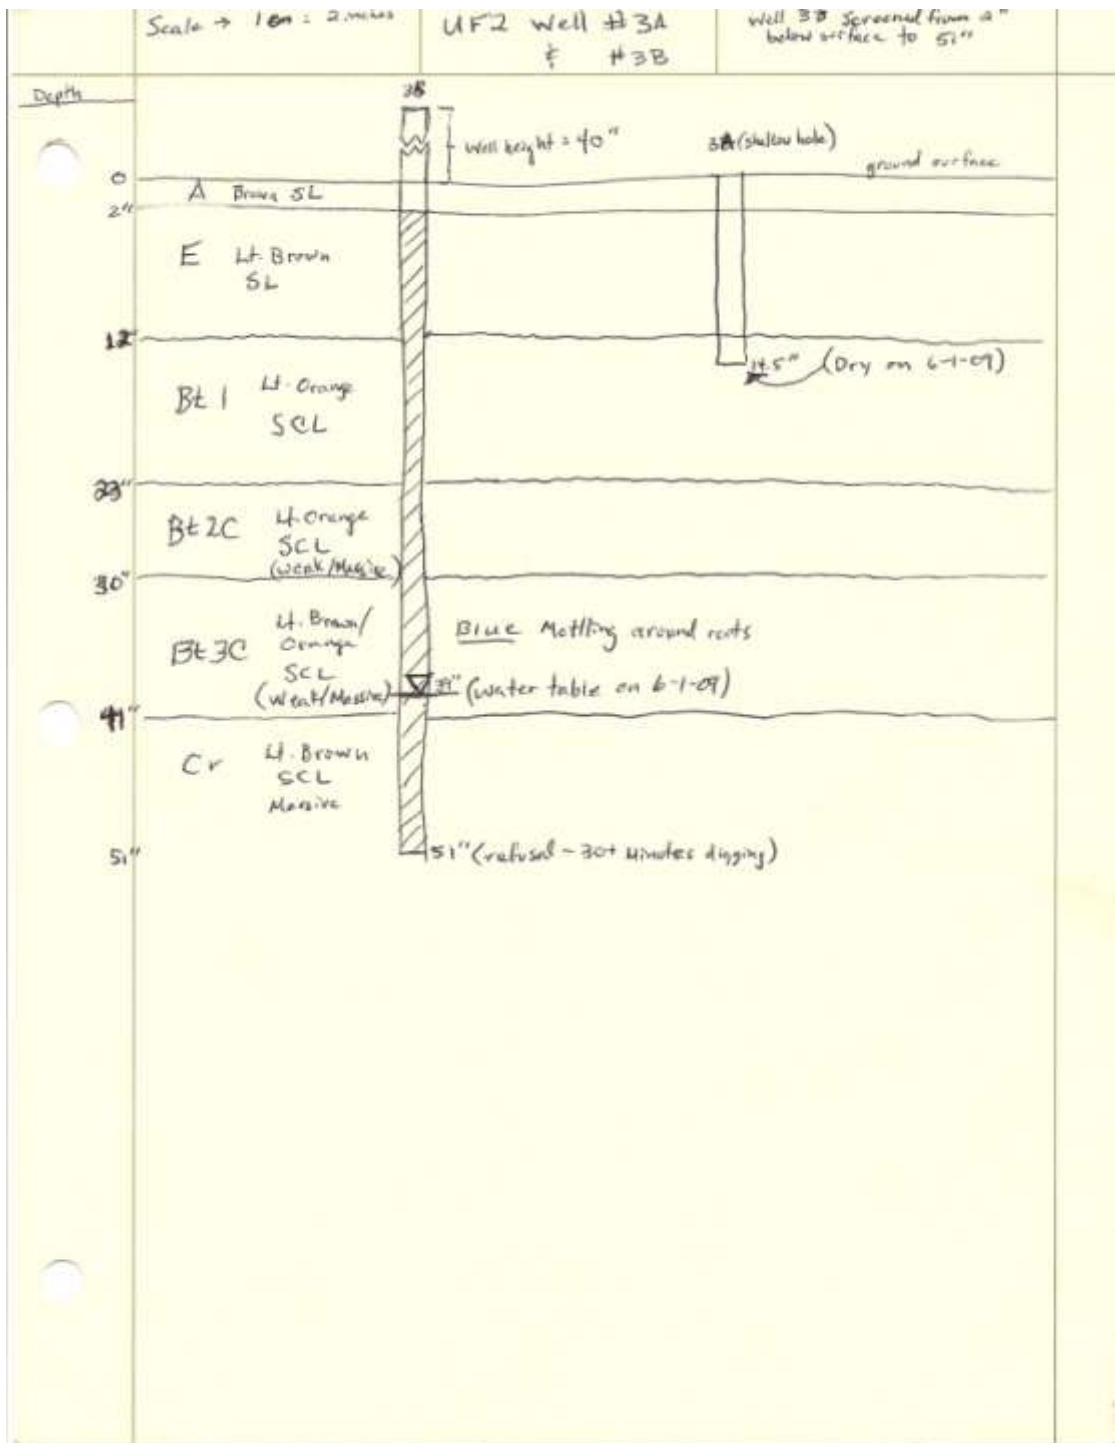 Scale → 1 cm = 2 inches
UF2 Well #3A
& #3B
Well 3B Screened from 2"
below surface to 51"
Depth
3B
Well height = 40"
3A (shallow hole)
ground surface
0
A Brown SL
2"
E Lt. Brown
SL
12"
14.5" (Dry on 6-1-09)
Bt 1 Lt. Orange
SCL
Bt2C Lt. Orange
SCL
(weak/Massive)
30"
Bt3C Lt. Brown/
Orange
SCL
(Weak/Massive)
Blue Mottling around roots
39" (water table on 6-1-09)
41"
Cr Lt. Brown
SCL
Massive
51"
51" (refusal - 30+ Minutes digging)